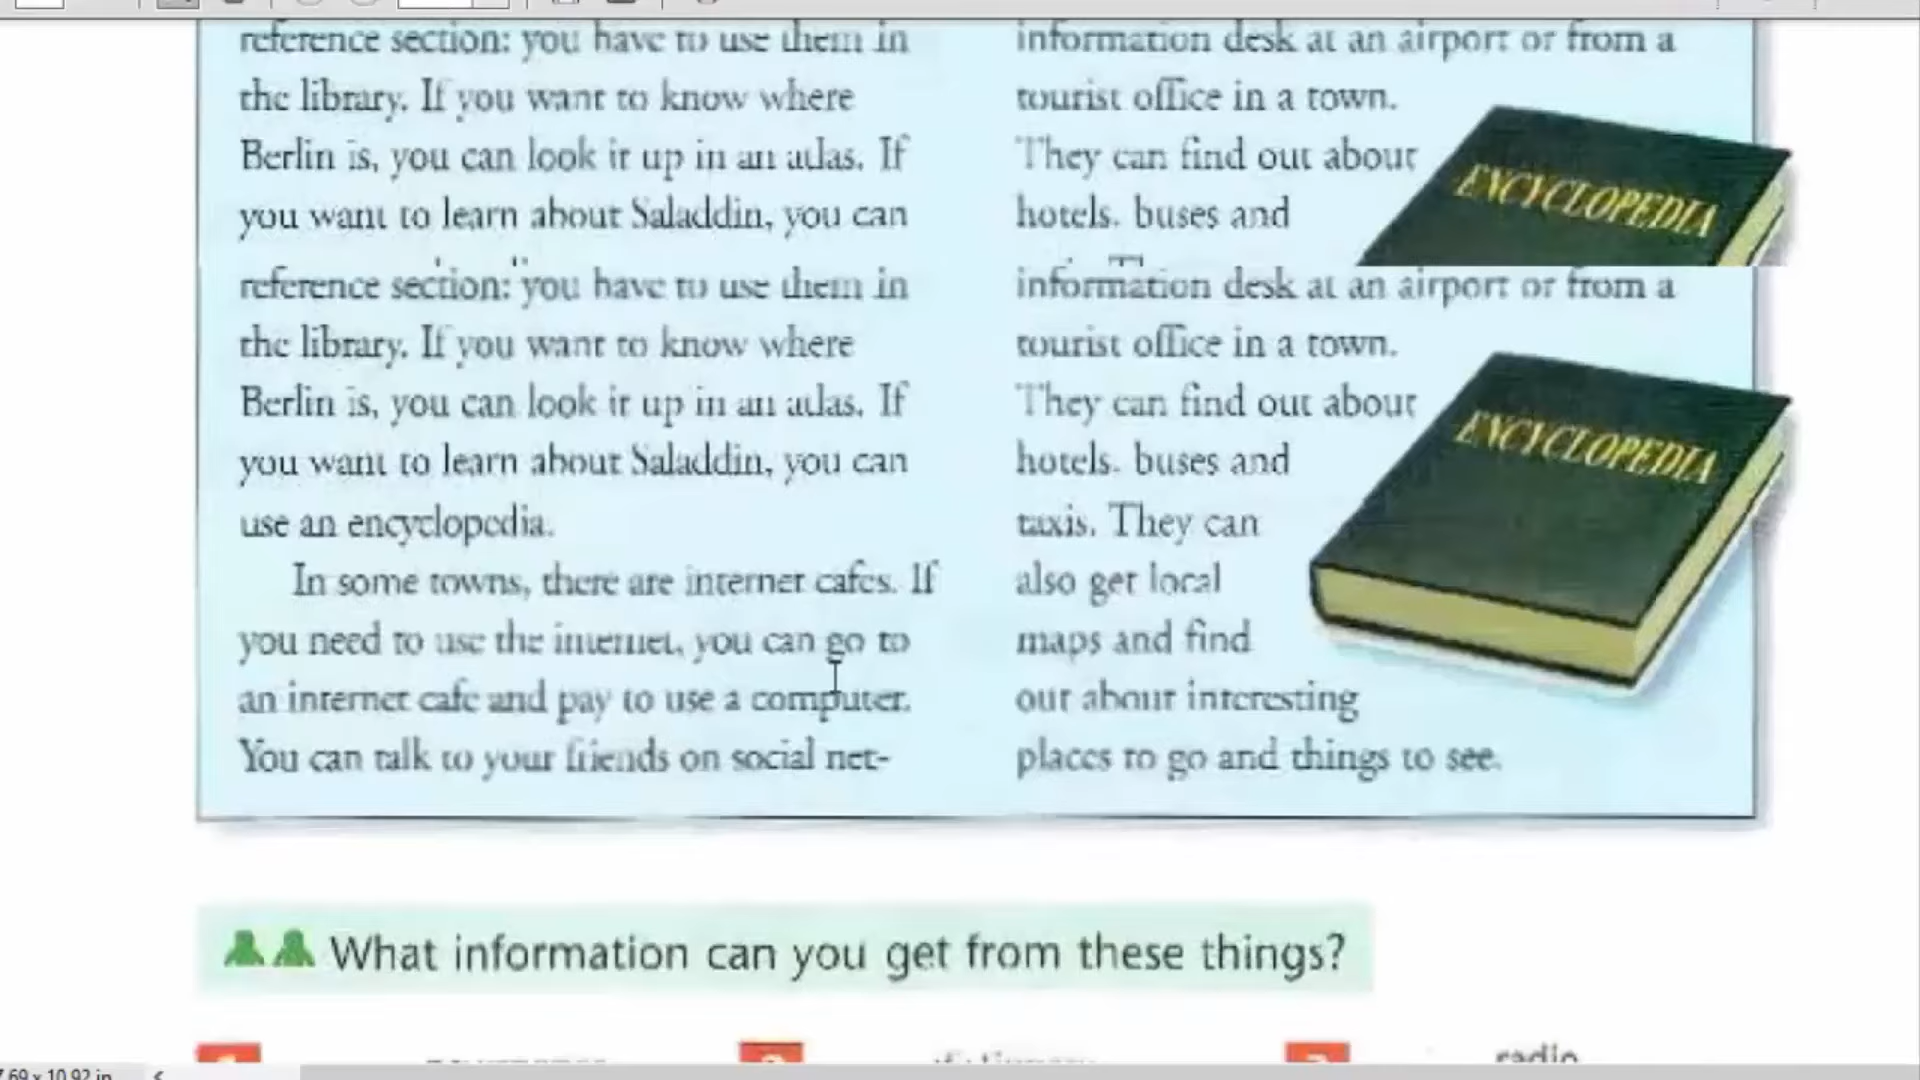 reference section: you have to use them in
the library. If you want to know where
Berlin is, you can look it up in an atlas. If
you want to learn about Saladdin, you can
reference section: you have to use them in
the library. If you want to know where
Berlin is, you can look it up in an atlas. If
you want to learn about Saladdin, you can
use an encyclopedia.
In some towns, there are internet cafes. If
you need to use the internet, you can go to
an internet cafe and pay to use a computer.
You can talk to your friends on social net-
information desk at an airport or from a
tourist office in a town.
They can find out about
hotels. buses and
ENCYCLOPEDIA
information desk at an airport or from a
tourist office in a town.
They can find out about
hotels. buses and
taxis. They can
also get local
maps and find
out about interesting
places to go and things to see.
ENCYCLOPEDIA
What information can you get from these things?
radio
7.69 x 10.92 in